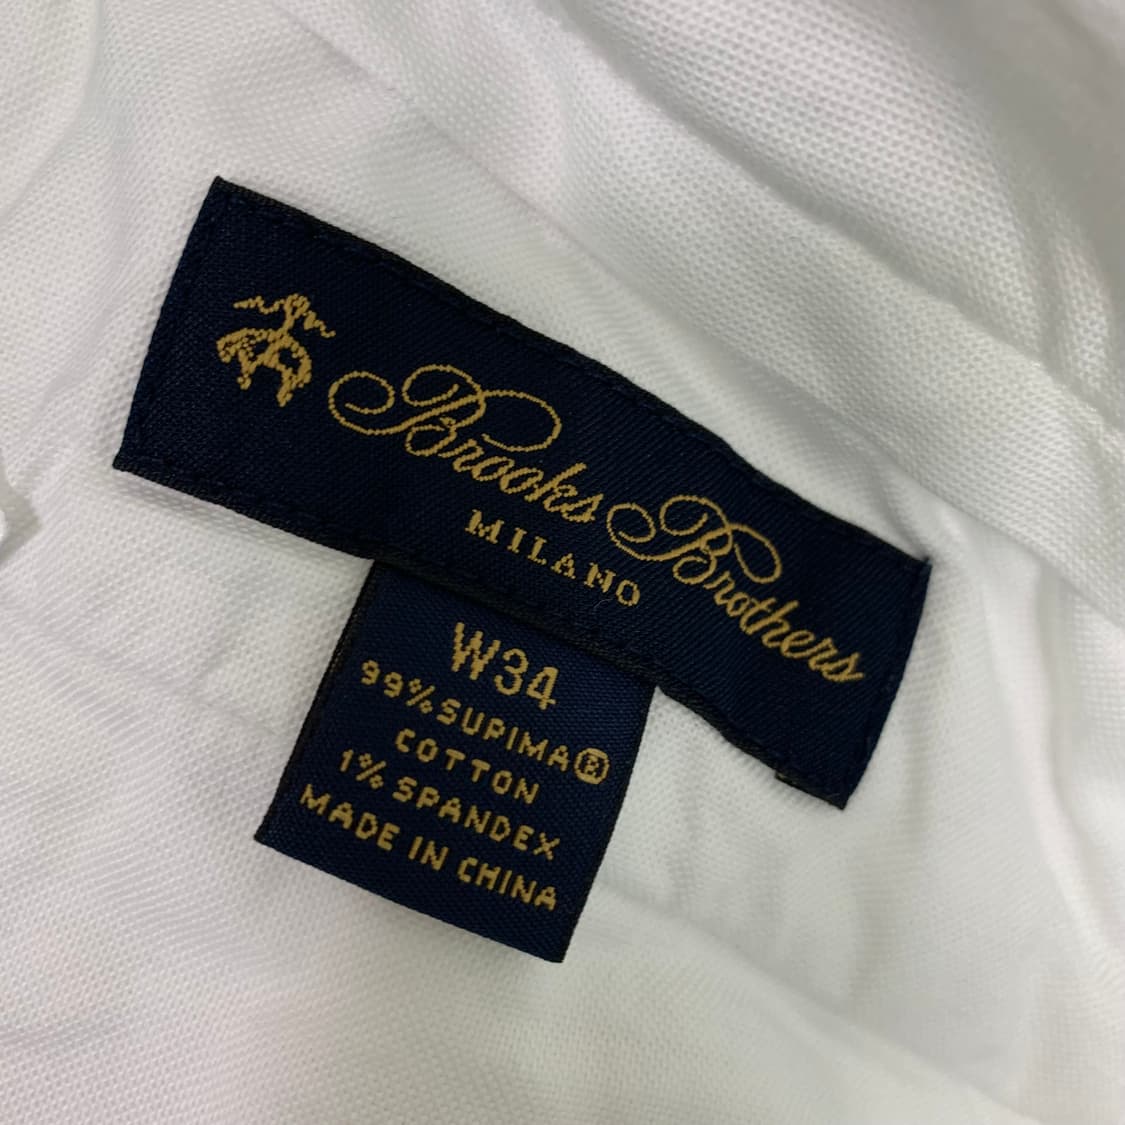 Brooks Brothers
MILANO
W34
99% SUPIMA®
COTTON
1% SPANDEX
MADE IN CHINA